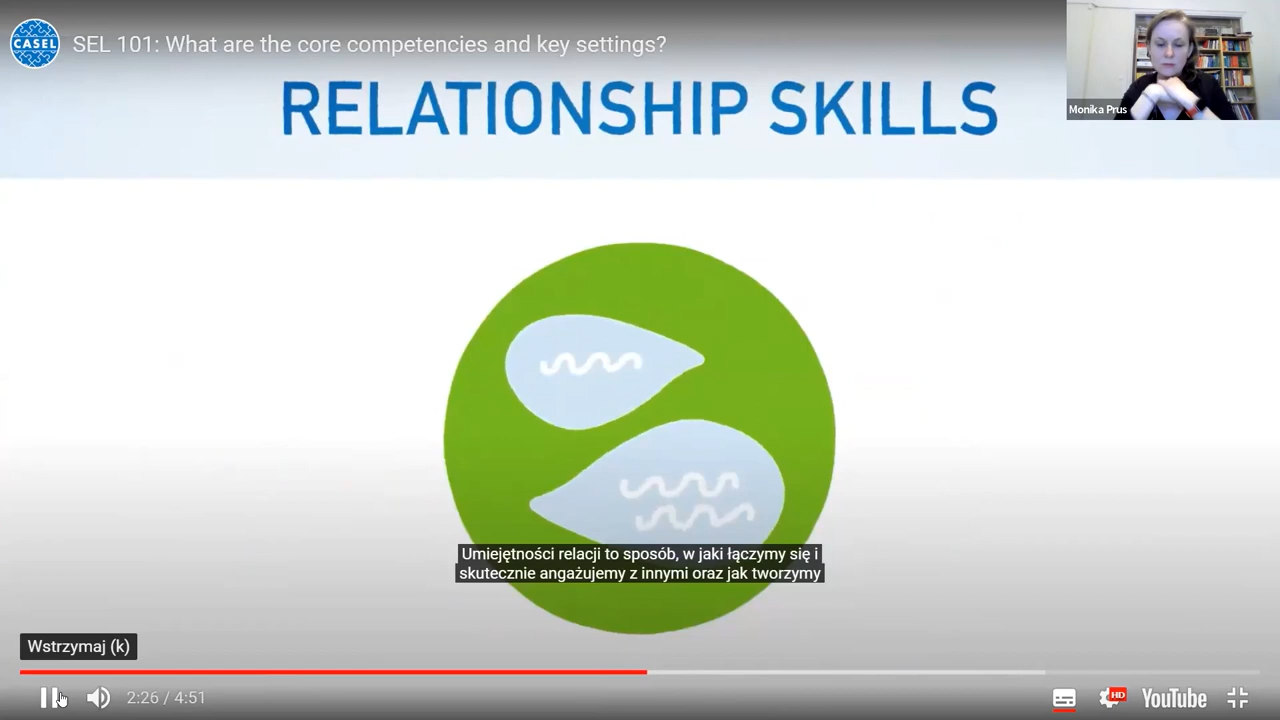 CASEL
SEL 101: What are the core competencies and key settings?
Monika Prus
RELATIONSHIP SKILLS
Umiejętności relacji to sposób, w jaki łączymy się i
skutecznie angażujemy z innymi oraz jak tworzymy
Wstrzymaj (k)
2:26 / 4:51
HD
YouTube